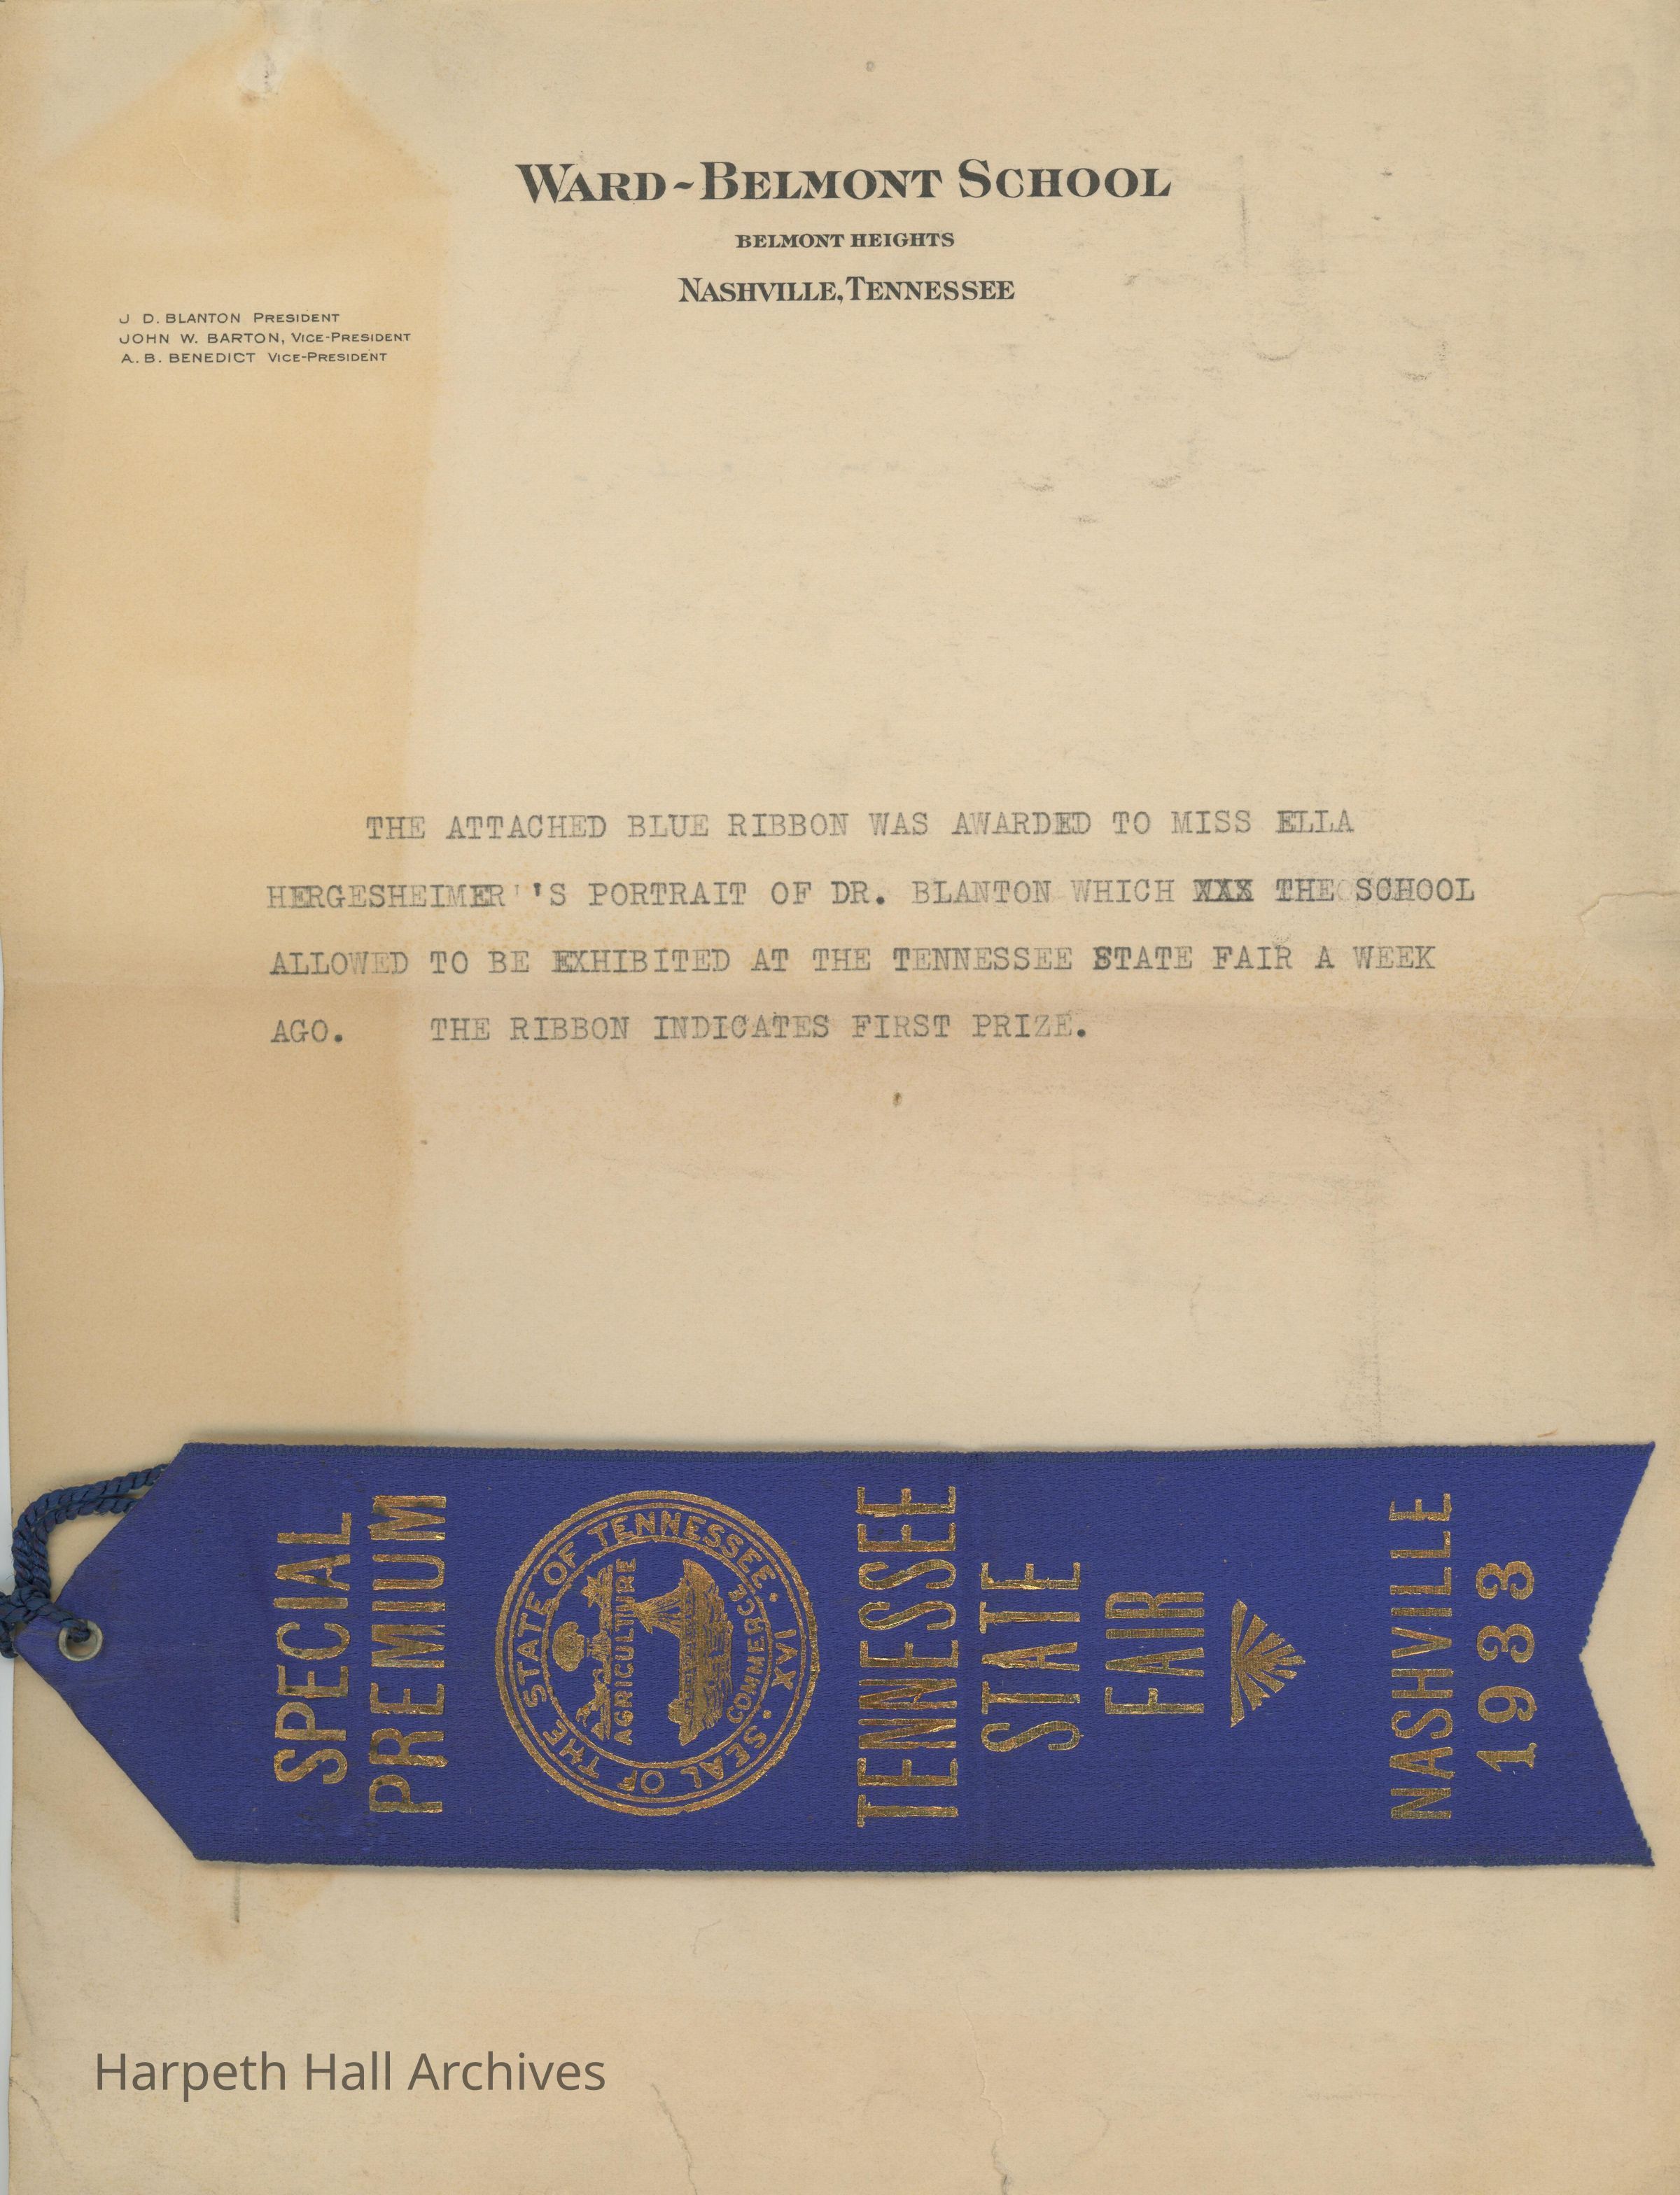 WARD-BELMONT SCHOOL
BELMONT HEIGHTS
NASHVILLE, TENNESSEE
J D. BLANTON PRESIDENT
JOHN W. BARTON, VICE-PRESIDENT
A. B. BENEDICT VICE-PRESIDENT
THE ATTACHED BLUE RIBBON WAS AWARDED TO MISS ELLA
HERGESHEIMER''S PORTRAIT OF DR. BLANTON WHICH XXX THE SCHOOL
ALLOWED TO BE EXHIBITED AT THE TENNESSEE STATE FAIR A WEEK
AGO. THE RIBBON INDICATES FIRST PRIZE.
SPECIAL
PREMIUM
SEAL OF THE STATE OF TENNESSEE • XVI •
AGRICULTURE
COMMERCE
TENNESSEE
STATE
FAIR
NASHVILLE
1933
Harpeth Hall Archives